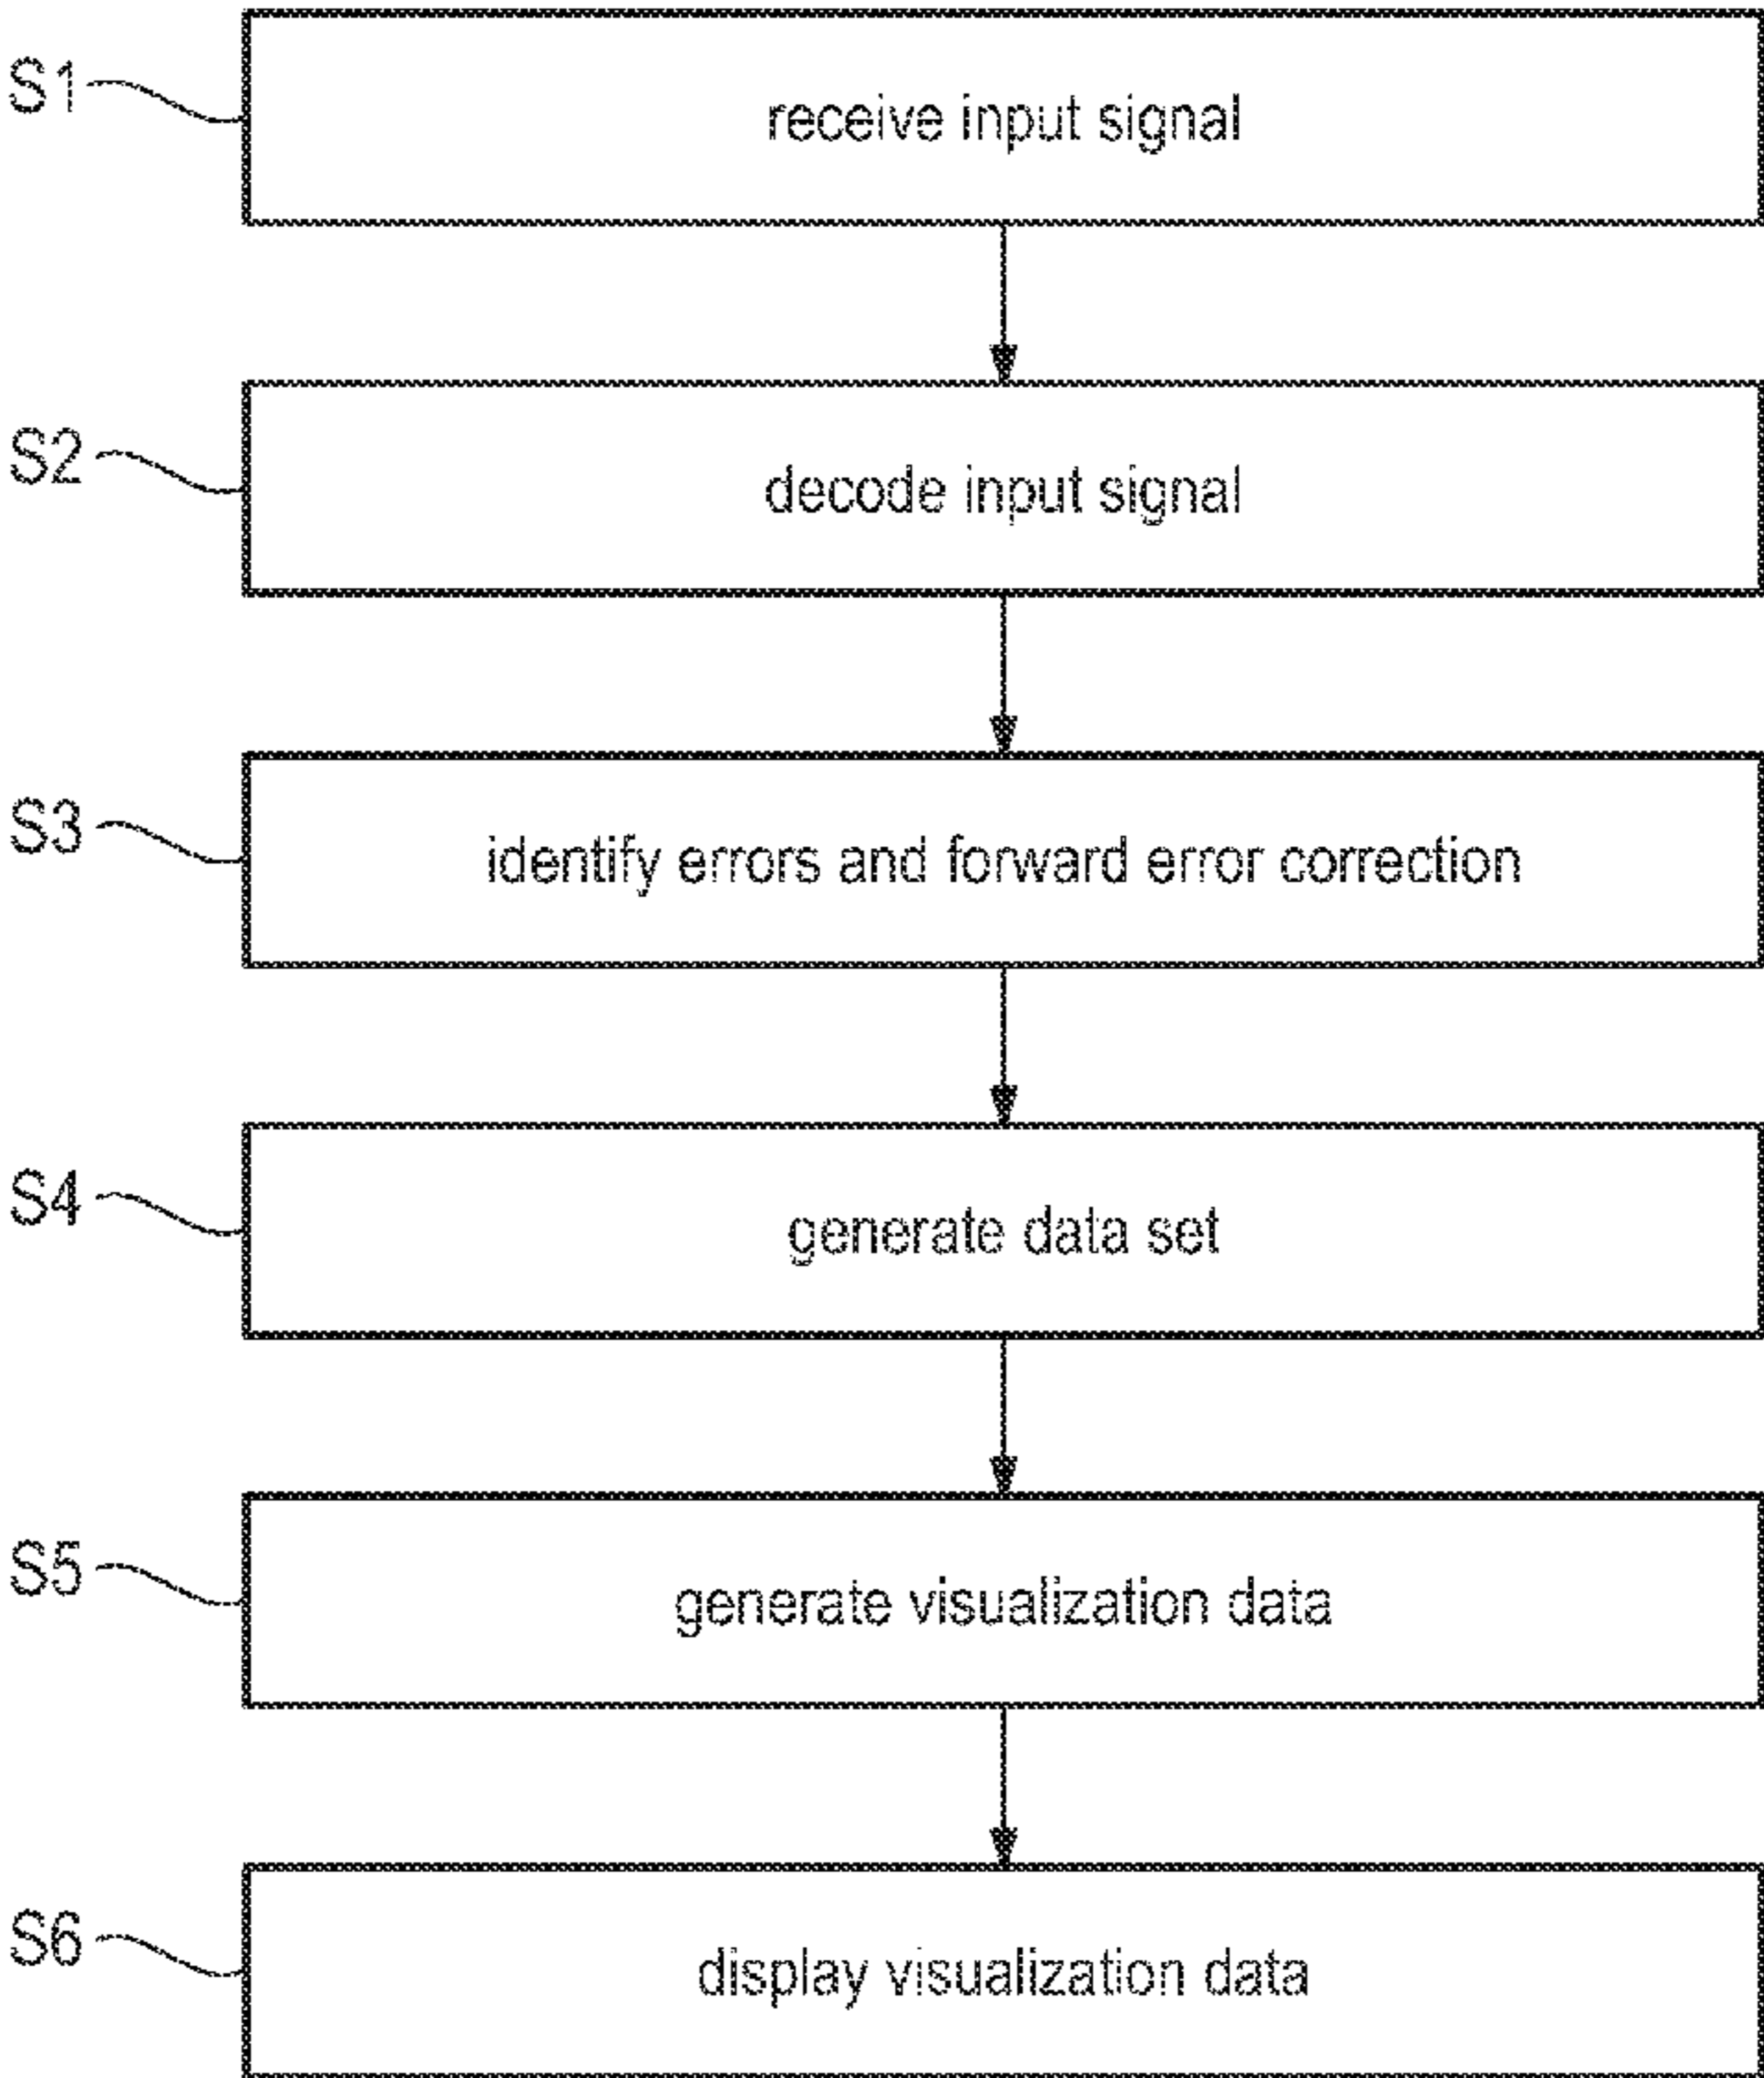 S1
receive input signal
S2
decode input signal
S3
identify errors and forward error correction
S4
generate data set
S5
generate visualization data
S6
display visualization data